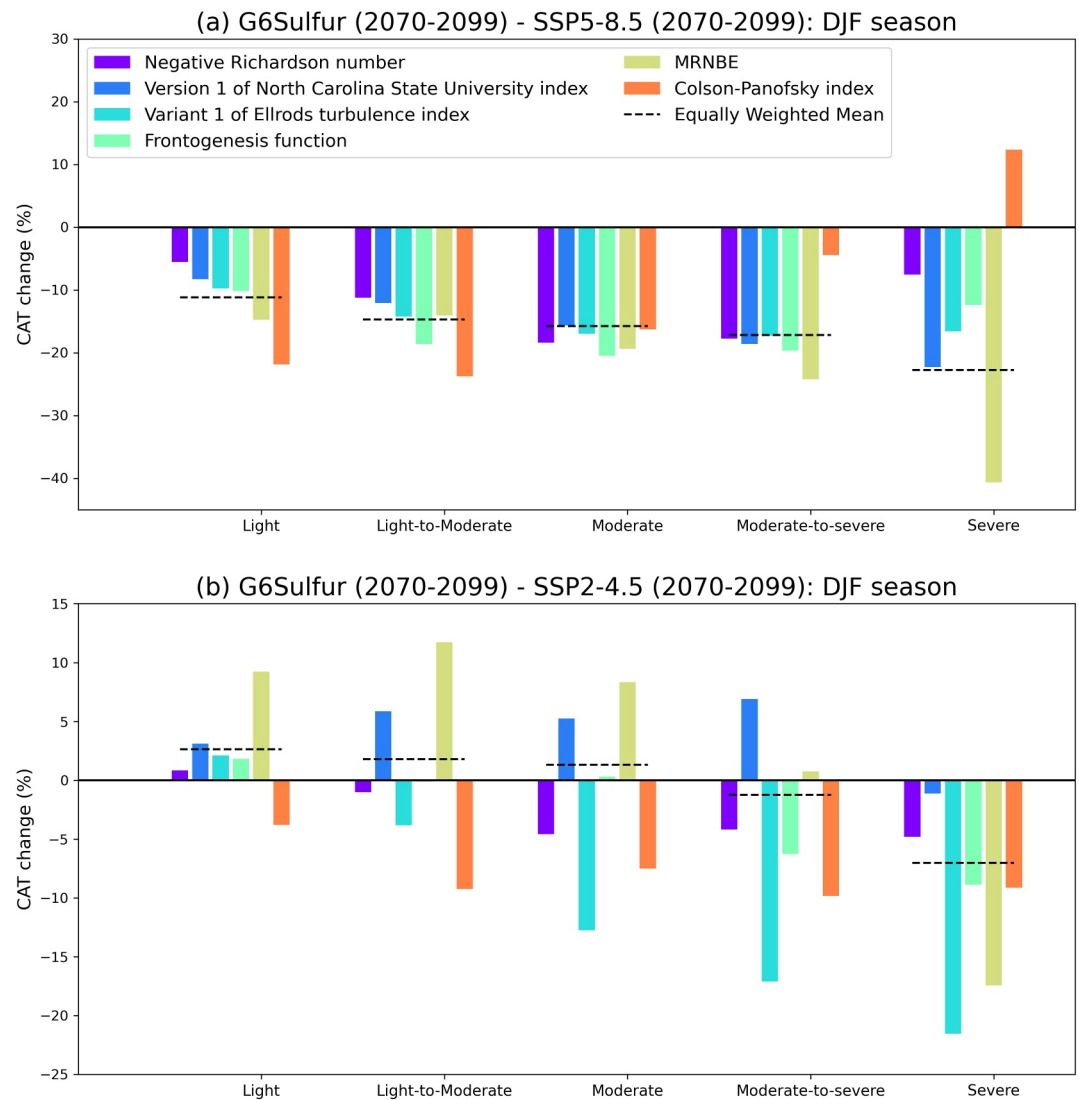 (a) G6Sulfur (2070-2099) - SSP5-8.5 (2070-2099): DJF season
30
20
10
0
−10
−20
−30
−40
CAT change (%)
Negative Richardson number
Version 1 of North Carolina State University index
Variant 1 of Ellrods turbulence index
Frontogenesis function
MRNBE
Colson-Panofsky index
Equally Weighted Mean
Light
Light-to-Moderate
Moderate
Moderate-to-severe
Severe
(b) G6Sulfur (2070-2099) - SSP2-4.5 (2070-2099): DJF season
15
10
5
0
−5
−10
−15
−20
−25
CAT change (%)
Light
Light-to-Moderate
Moderate
Moderate-to-severe
Severe